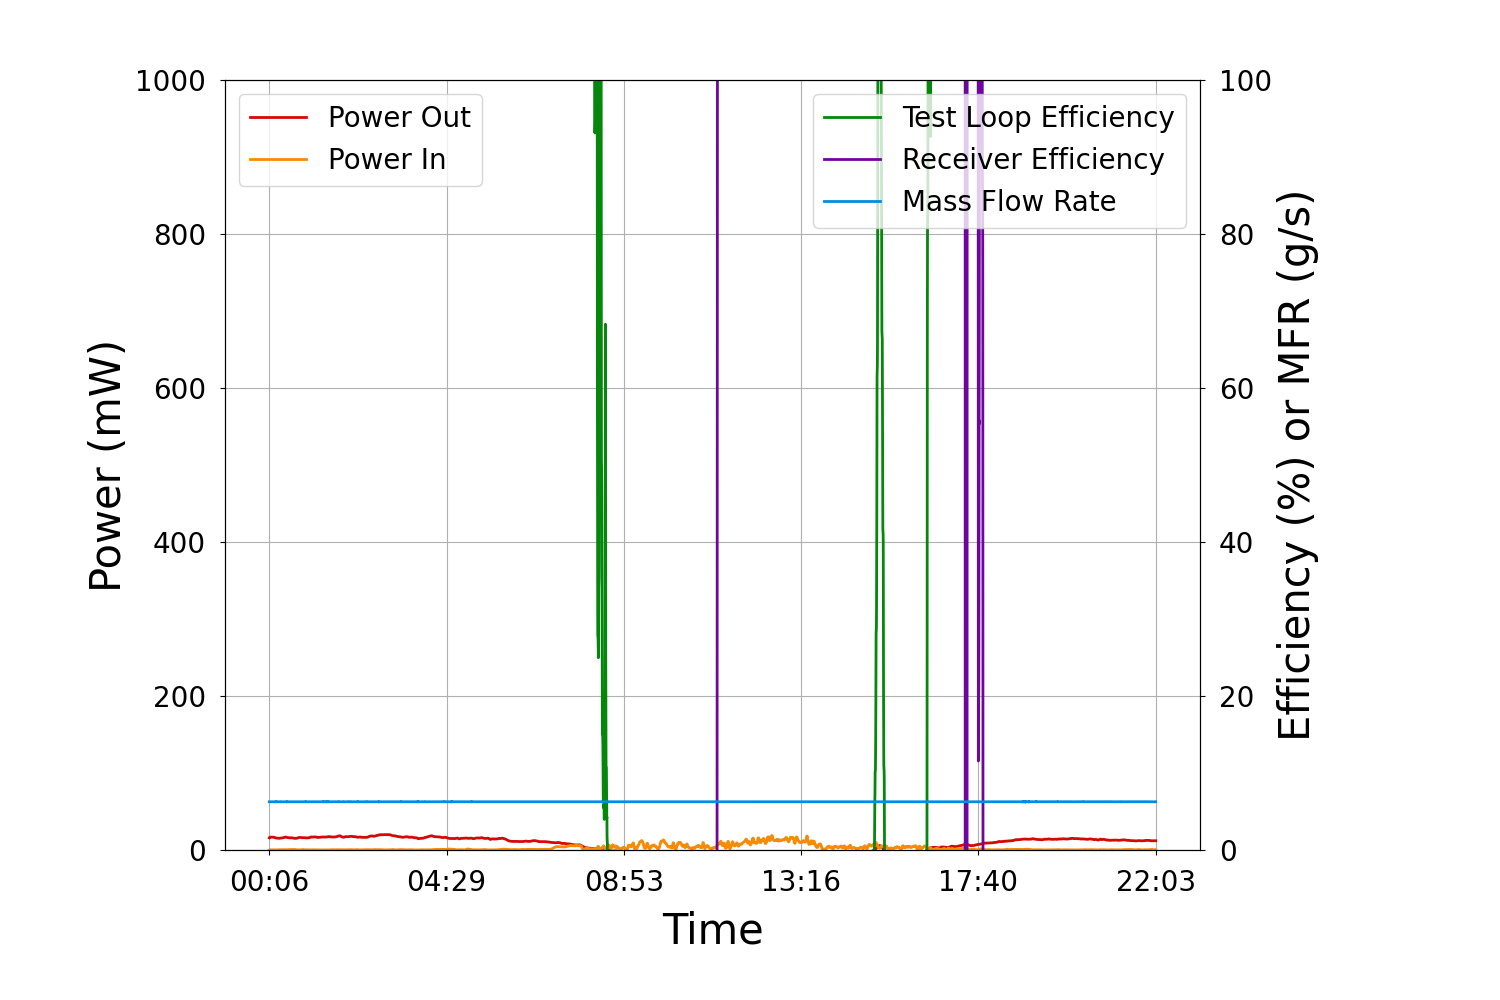 1000
800
600
400
200
0
Power (mW)
Power Out
Power In
Test Loop Efficiency
Receiver Efficiency
Mass Flow Rate
100
80
60
40
20
0
Efficiency (%) or MFR (g/s)
00:06 04:29 08:53 13:16 17:40 22:03
Time